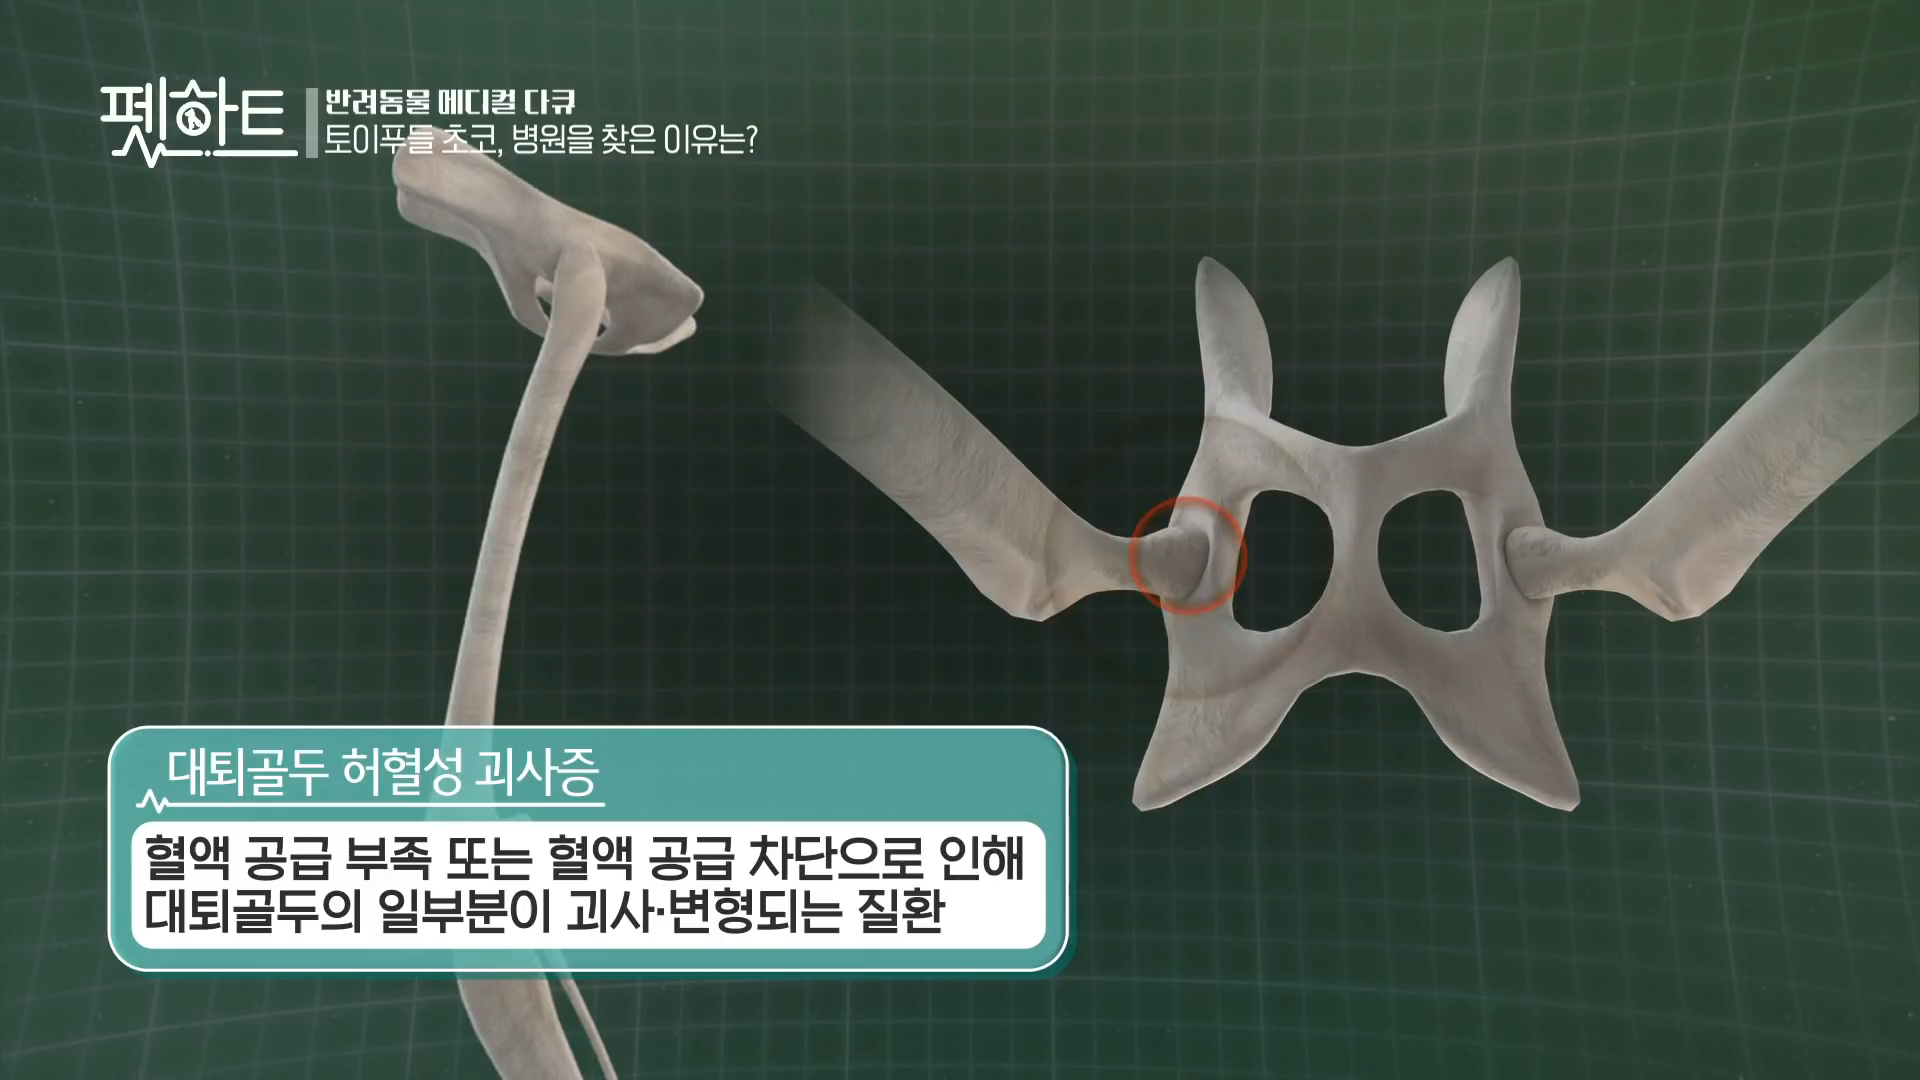 펫하트
반려동물 메디컬 다큐
토이푸들 초코, 병원을 찾은 이유는?
대퇴골두 허혈성 괴사증
혈액 공급 부족 또는 혈액 공급 차단으로 인해
대퇴골두의 일부분이 괴사·변형되는 질환